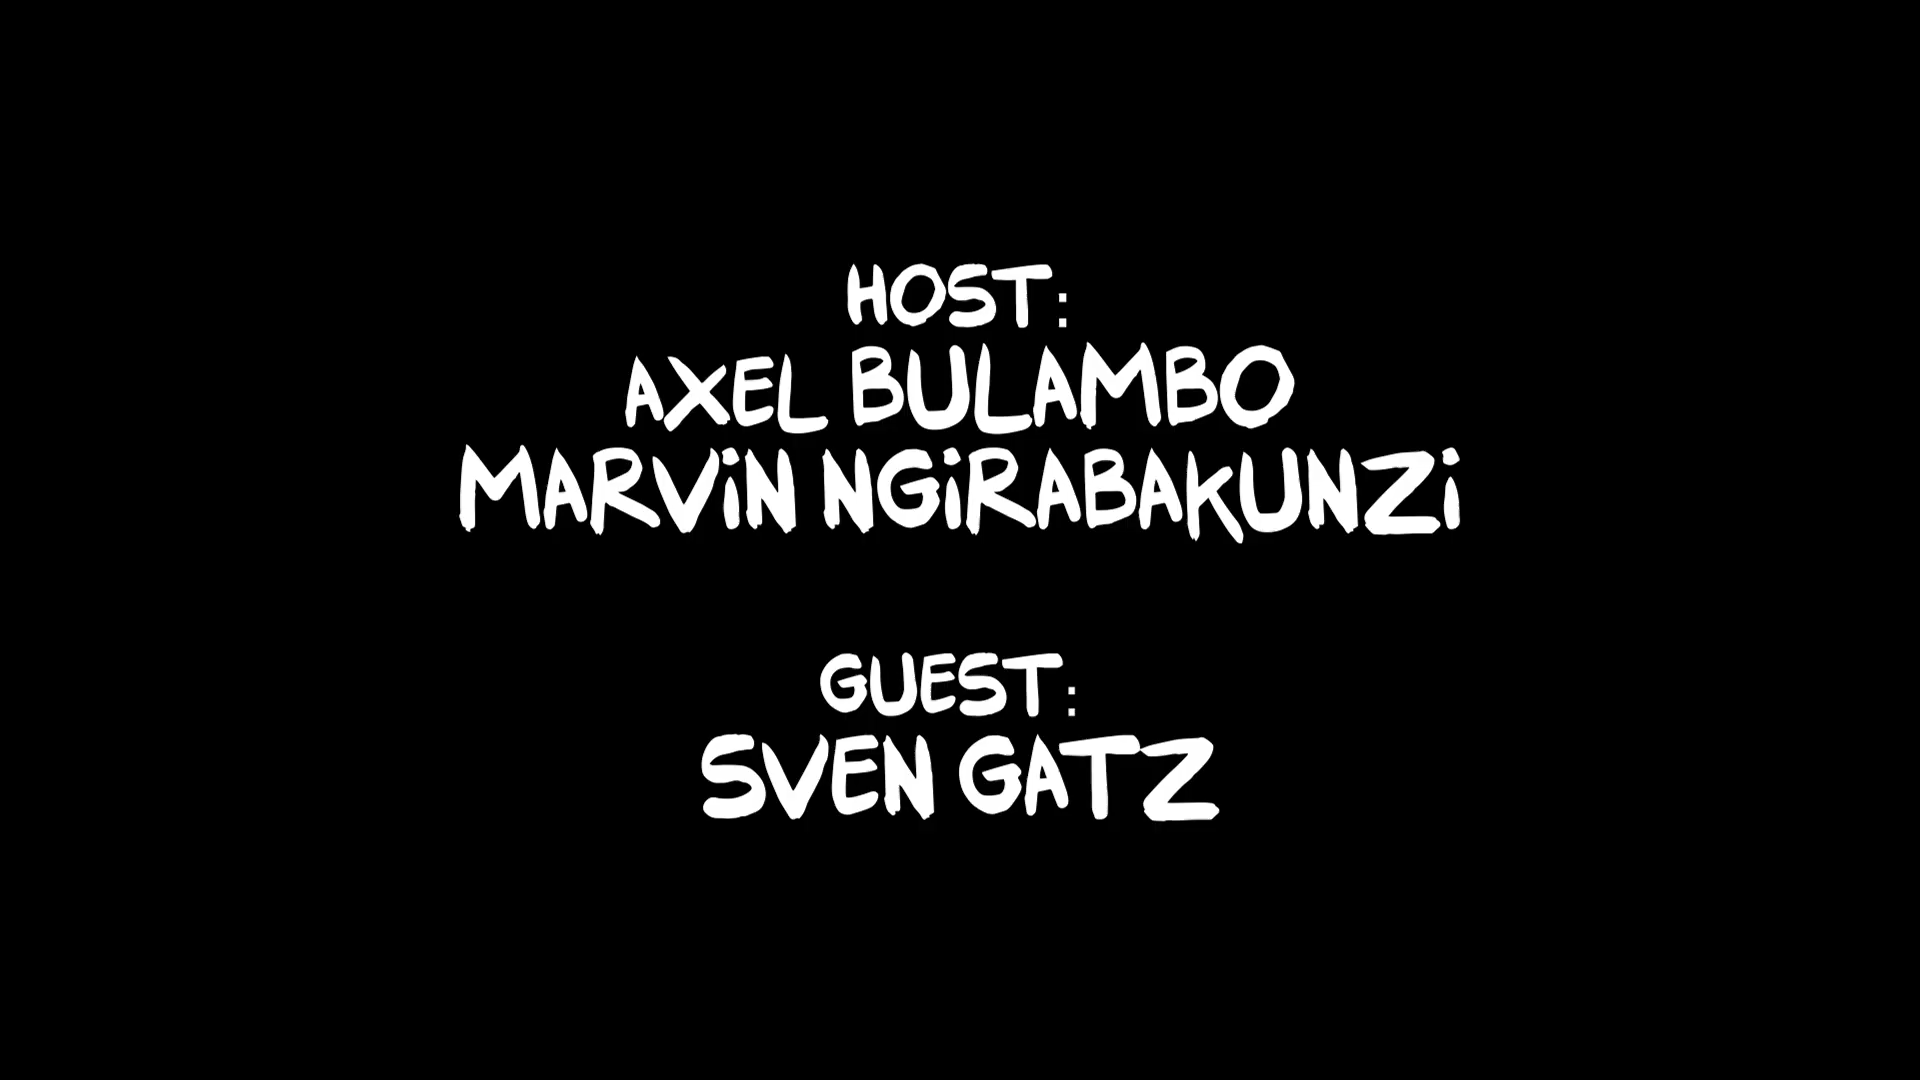 HOST:
AXEL BULAMBO
MARViN NGiRABAKUNZi
GUEST:
SVEN GATZ